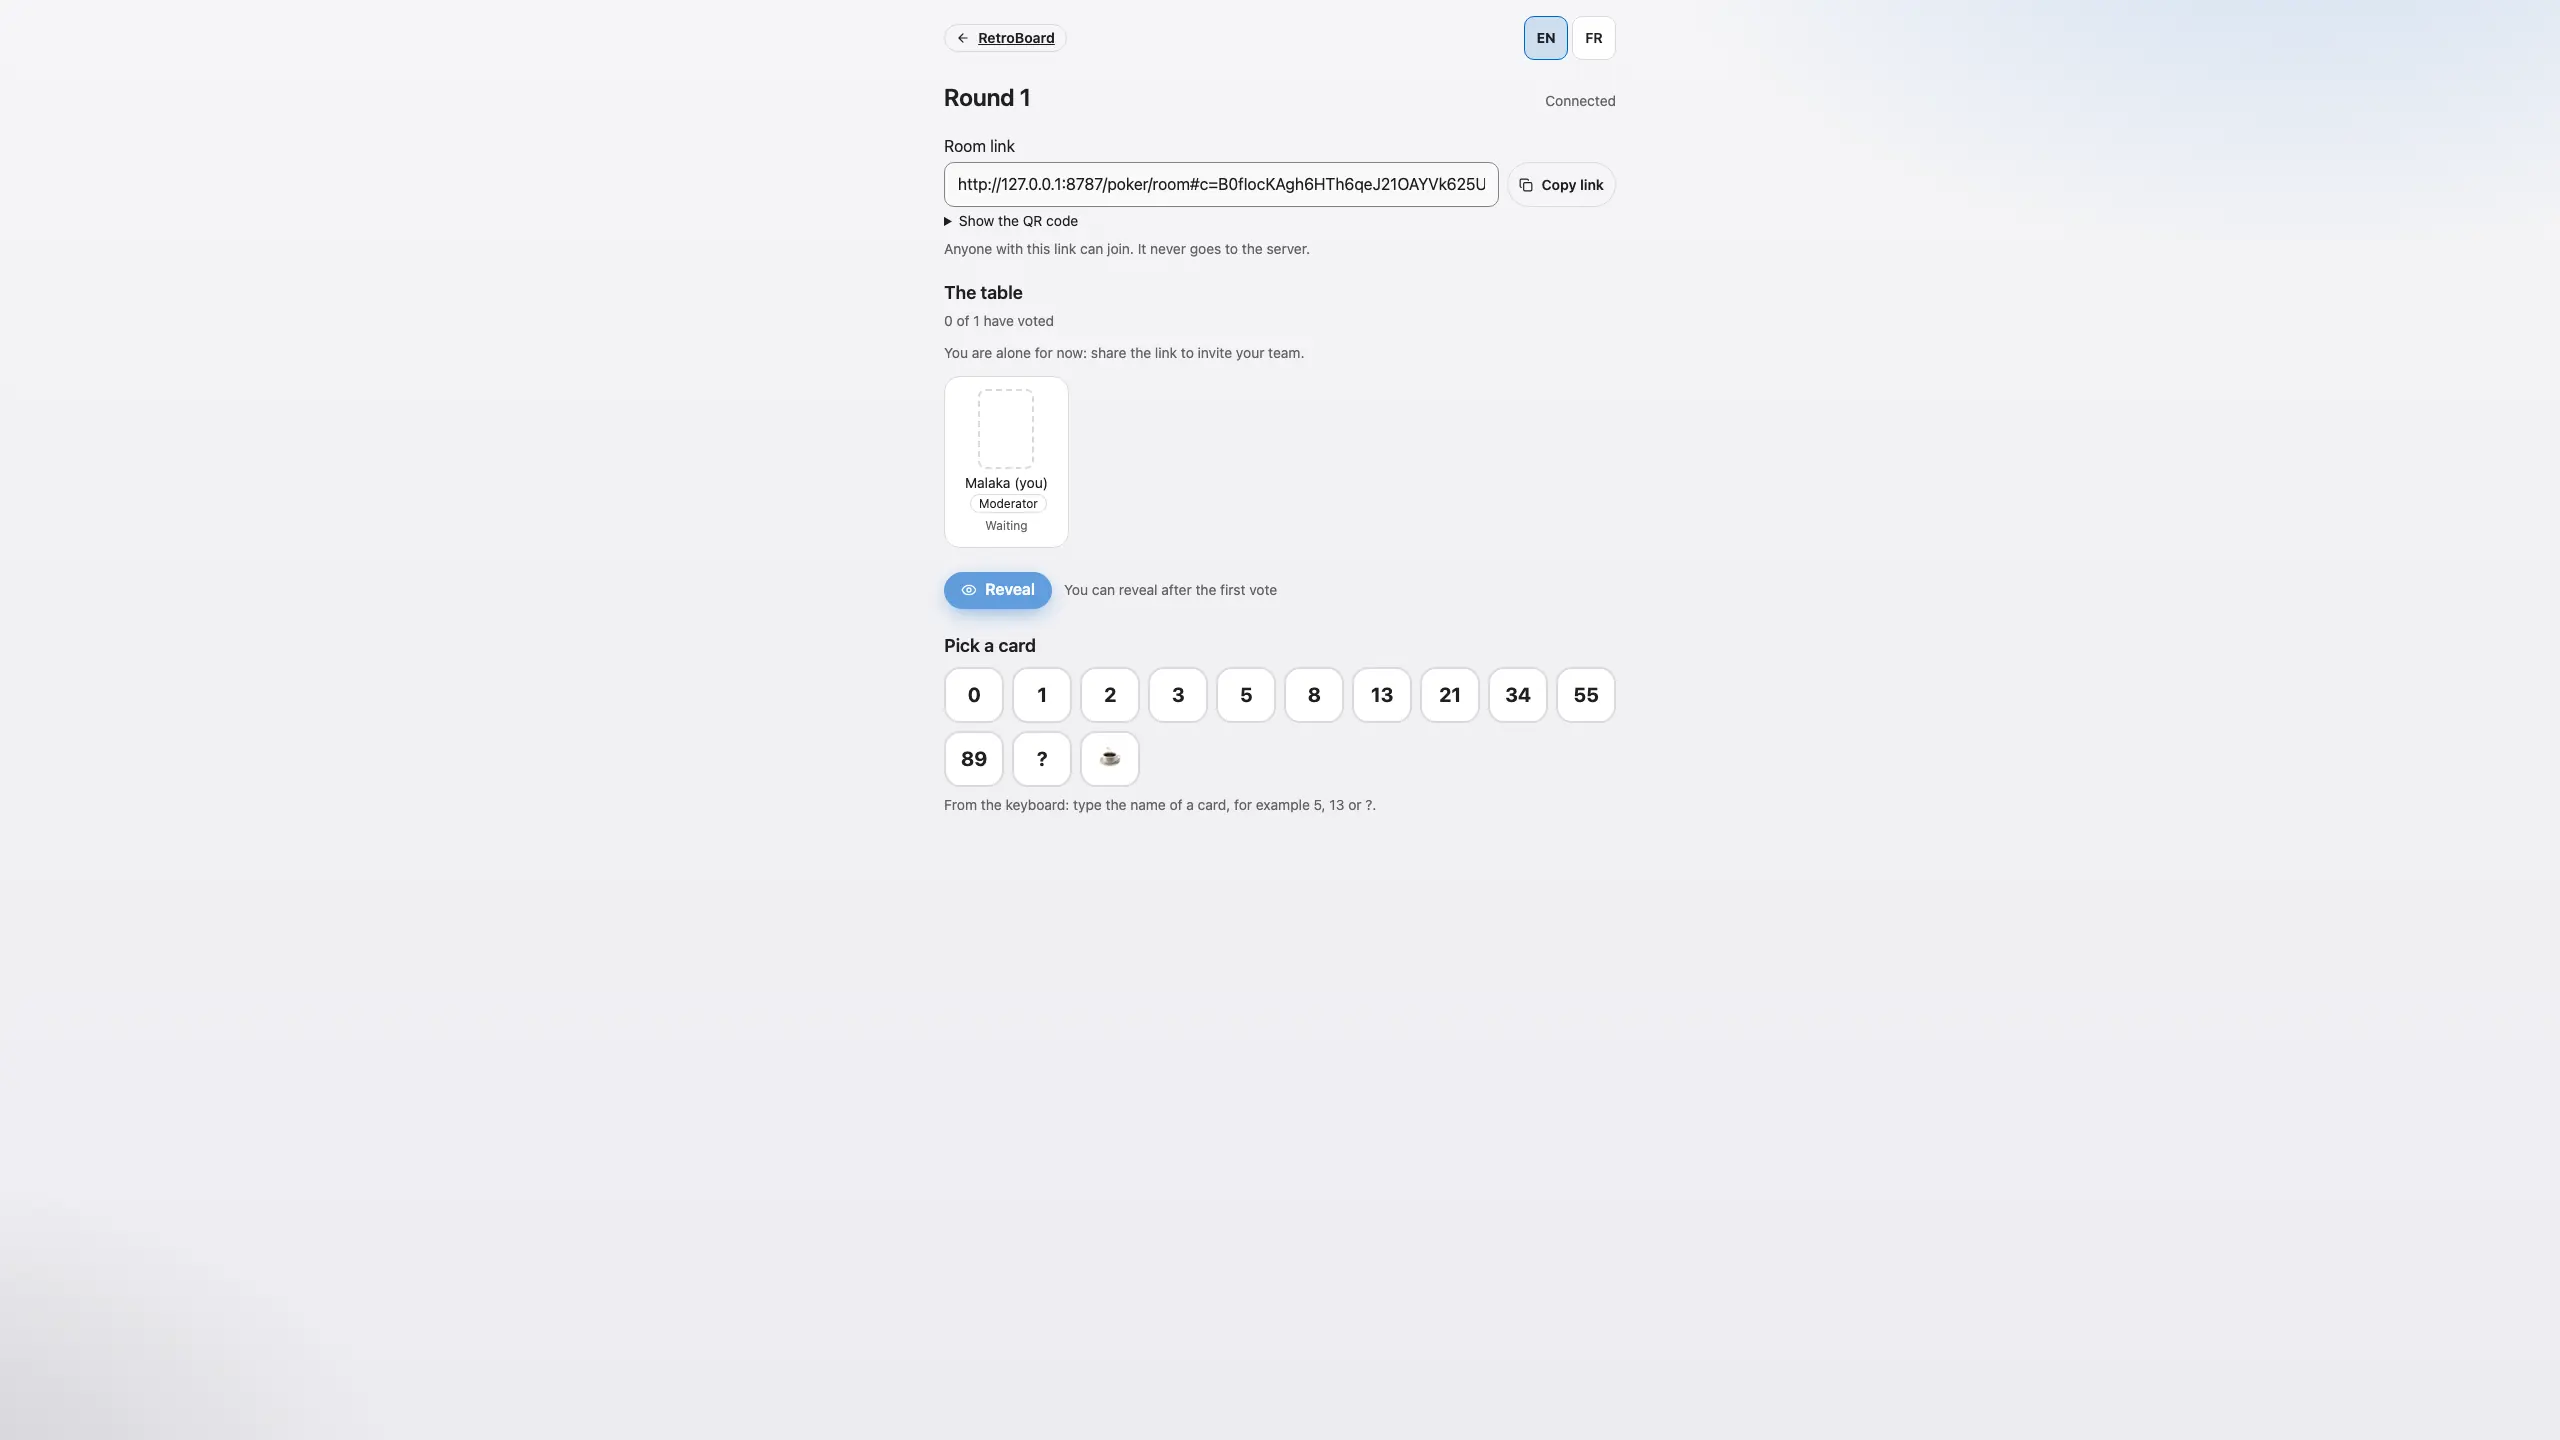 RetroBoard
EN FR
Round 1
Connected
Room link
http://127.0.0.1:8787/poker/room#c=B0flocKAgh6HTh6qeJ21OAYVk625U
Copy link
Show the QR code
Anyone with this link can join. It never goes to the server.
The table
0 of 1 have voted
You are alone for now: share the link to invite your team.
Malaka (you)
Moderator
Waiting
Reveal
You can reveal after the first vote
Pick a card
0 1 2 3 5 8 13 21 34 55
89 ?
From the keyboard: type the name of a card, for example 5, 13 or ?.